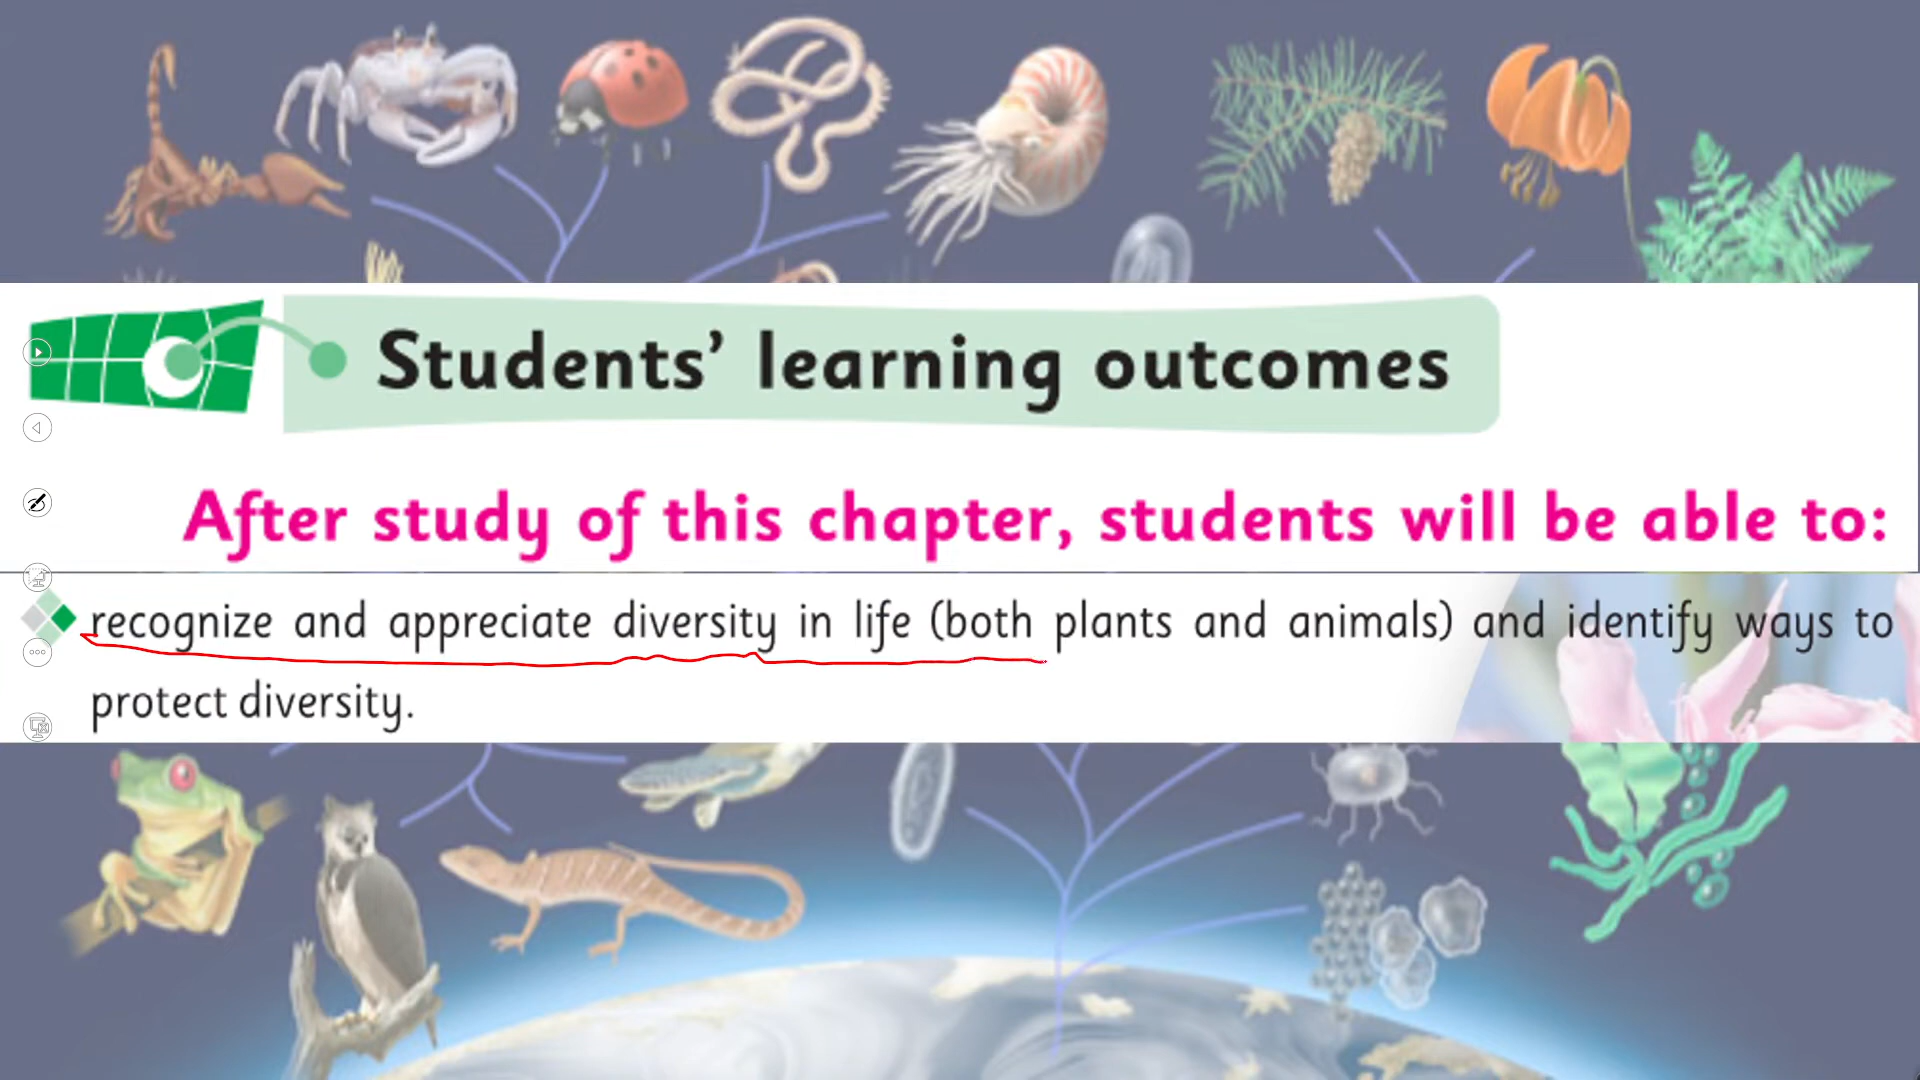 Students’ learning outcomes
After study of this chapter, students will be able to:
recognize and appreciate diversity in life (both plants and animals) and identify ways to
protect diversity.